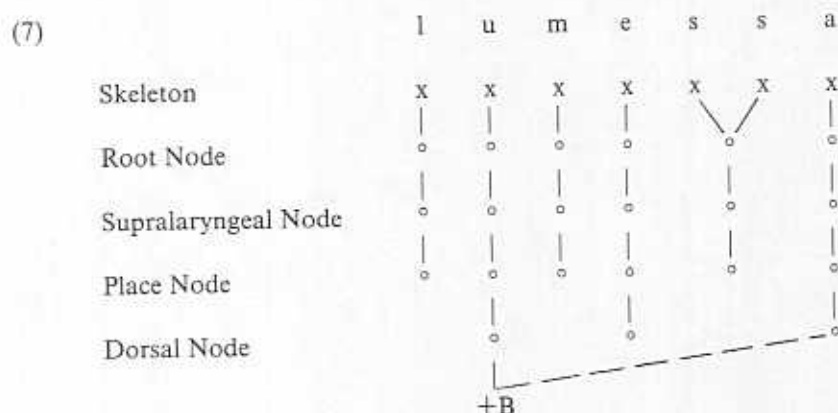 (7) l u m e s s a
Skeleton x x x x x x x
Root Node
Supralaryngeal Node
Place Node
Dorsal Node
+B